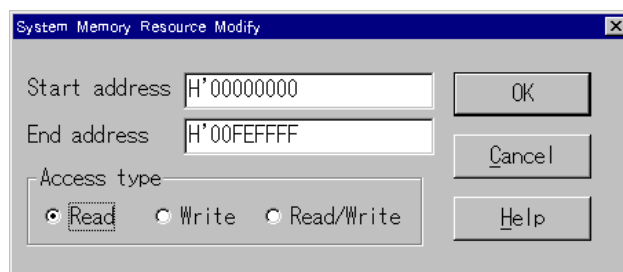 System Memory Resource Modify
Start address H'00000000
OK
End address H'00FEFFFF
Cancel
Access type
Read Write Read/Write
Help